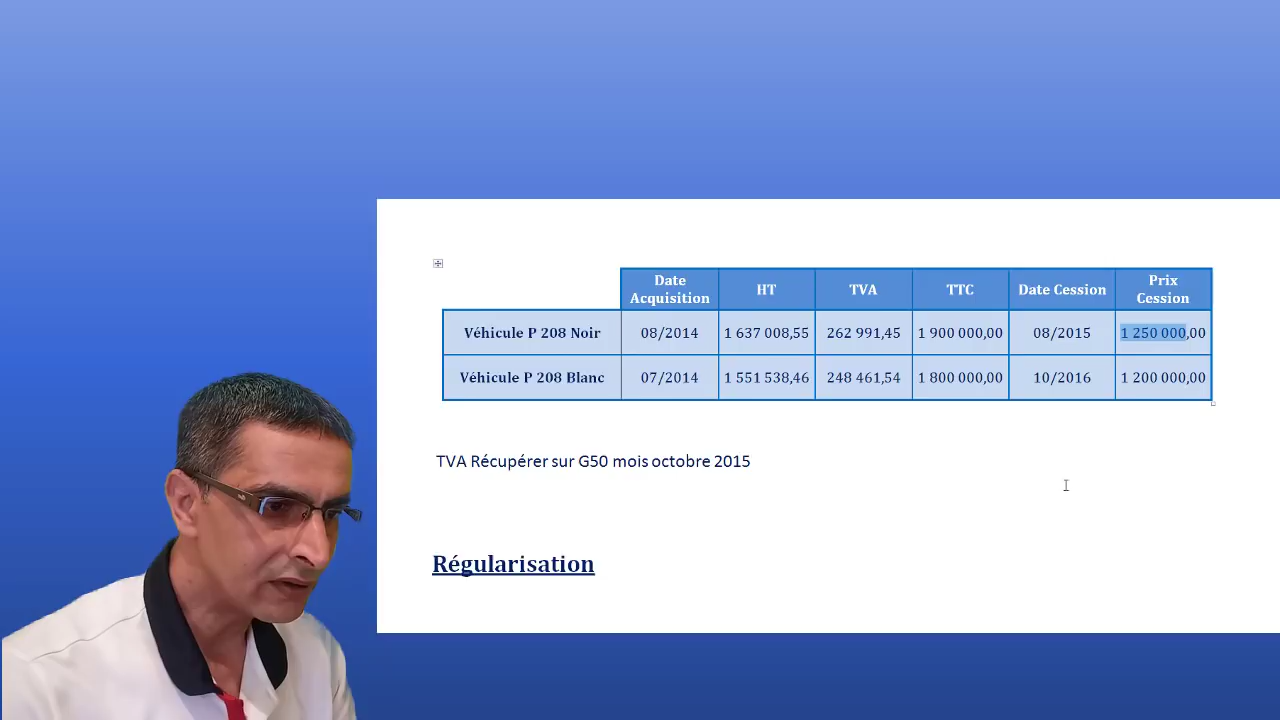 Date Acquisition HT TVA TTC Date Cession Prix Cession
Véhicule P 208 Noir 08/2014 1 637 008,55 262 991,45 1 900 000,00 08/2015 1 250 000,00
Véhicule P 208 Blanc 07/2014 1 551 538,46 248 461,54 1 800 000,00 10/2016 1 200 000,00
TVA Récupérer sur G50 mois octobre 2015
Régularisation